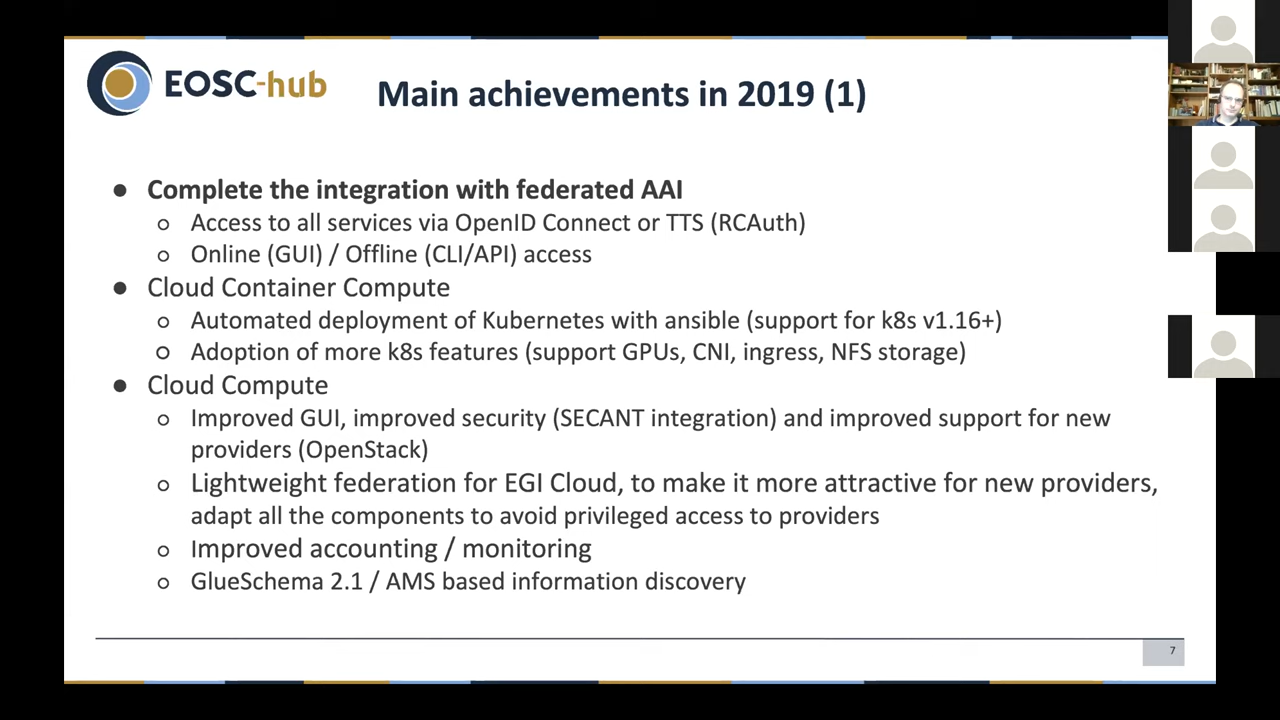 EOSC-hub
Main achievements in 2019 (1)
● Complete the integration with federated AAI
○ Access to all services via OpenID Connect or TTS (RCAuth)
○ Online (GUI) / Offline (CLI/API) access
● Cloud Container Compute
○ Automated deployment of Kubernetes with ansible (support for k8s v1.16+)
○ Adoption of more k8s features (support GPUs, CNI, ingress, NFS storage)
● Cloud Compute
○ Improved GUI, improved security (SECANT integration) and improved support for new
providers (OpenStack)
○ Lightweight federation for EGI Cloud, to make it more attractive for new providers,
adapt all the components to avoid privileged access to providers
○ Improved accounting / monitoring
○ GlueSchema 2.1 / AMS based information discovery
7